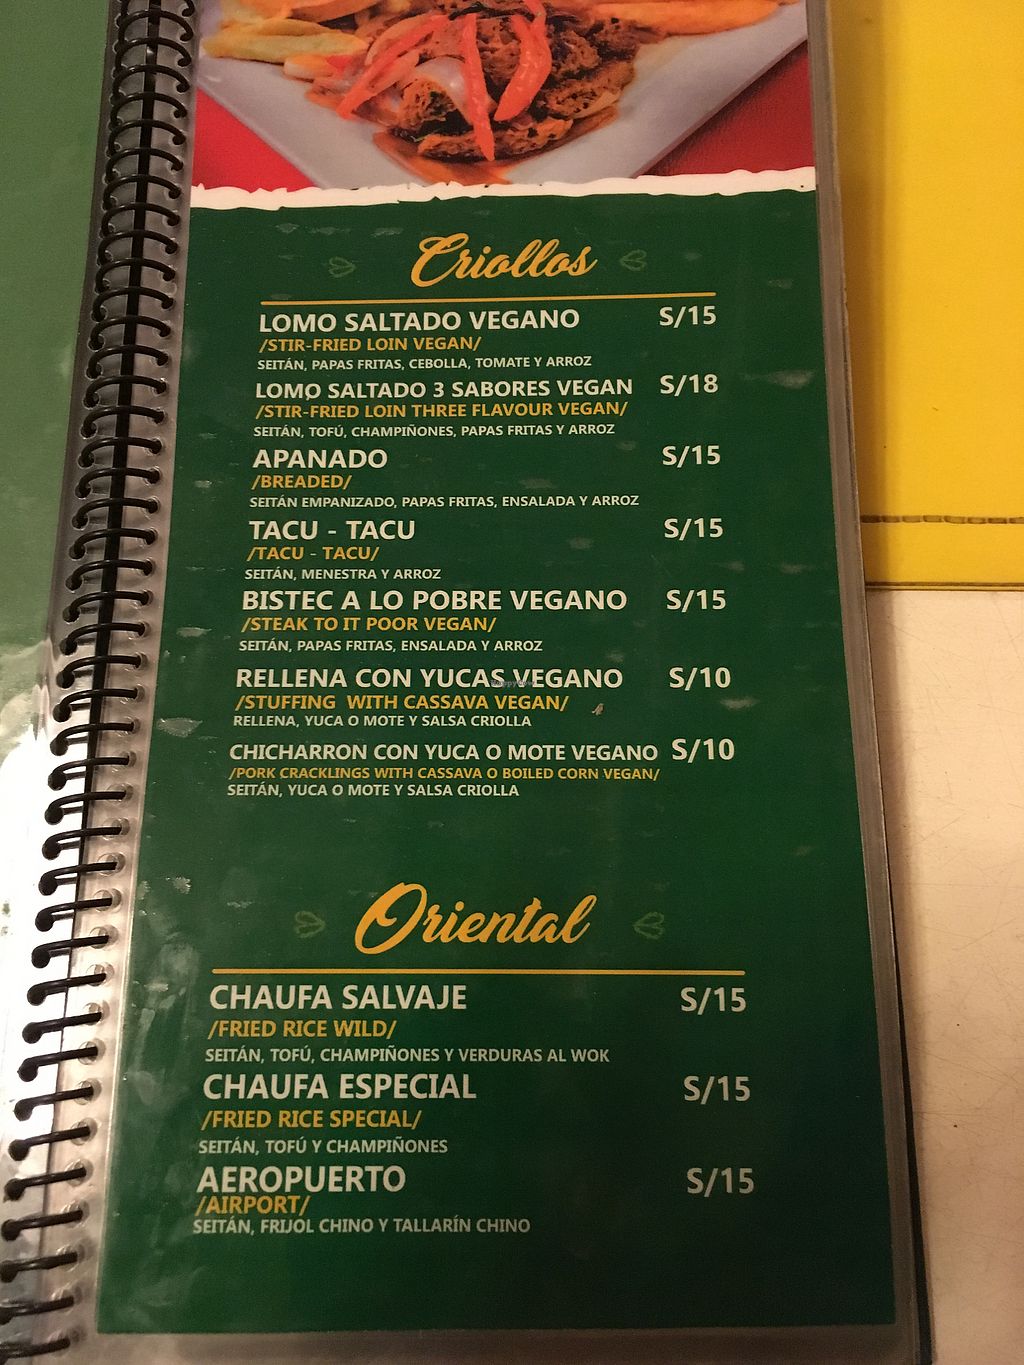 Criollos
LOMO SALTADO VEGANO S/15
/STIR-FRIED LOIN VEGAN/
SEITÁN, PAPAS FRITAS, CEBOLLA, TOMATE Y ARROZ
LOMO SALTADO 3 SABORES VEGAN S/18
/STIR-FRIED LOIN THREE FLAVOUR VEGAN/
SEITÁN, TOFÚ, CHAMPIÑONES, PAPAS FRITAS Y ARROZ
APANADO S/15
/BREADED/
SEITÁN EMPANIZADO, PAPAS FRITAS, ENSALADA Y ARROZ
TACU - TACU S/15
/TACU - TACU/
SEITÁN, MENESTRA Y ARROZ
BISTEC A LO POBRE VEGANO S/15
/STEAK TO IT POOR VEGAN/
SEITÁN, PAPAS FRITAS, ENSALADA Y ARROZ
RELLENA CON YUCAS VEGANO S/10
/STUFFING WITH CASSAVA VEGAN/
RELLENA, YUCA O MOTE Y SALSA CRIOLLA
CHICHARRON CON YUCA O MOTE VEGANO S/10
/PORK CRACKLINGS WITH CASSAVA O BOILED CORN VEGAN/
SEITÁN, YUCA O MOTE Y SALSA CRIOLLA
Oriental
CHAUFA SALVAJE S/15
/FRIED RICE WILD/
SEITÁN, TOFÚ, CHAMPIÑONES Y VERDURAS AL WOK
CHAUFA ESPECIAL S/15
/FRIED RICE SPECIAL/
SEITÁN, TOFÚ Y CHAMPIÑONES
AEROPUERTO S/15
/AIRPORT/
SEITÁN, FRIJOL CHINO Y TALLARÍN CHINO